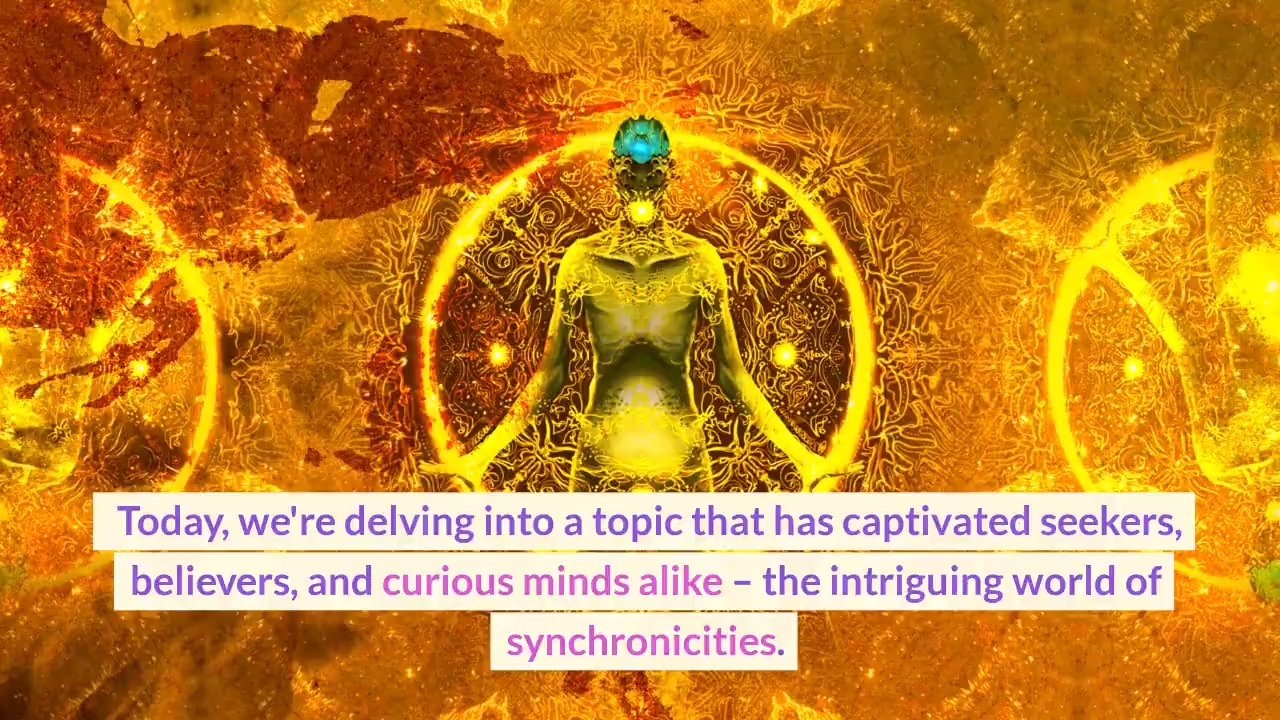 Today, we're delving into a topic that has captivated seekers,
believers, and curious minds alike – the intriguing world of
synchronicities.